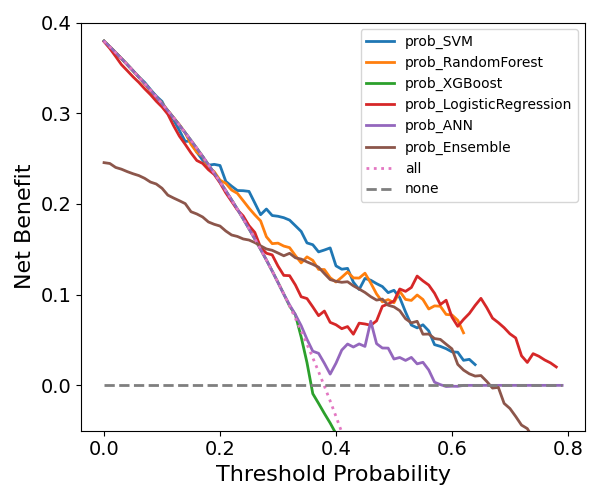 0.4
0.3
0.2
0.1
0.0
Net Benefit
prob_SVM
prob_RandomForest
prob_XGBoost
prob_LogisticRegression
prob_ANN
prob_Ensemble
all
none
0.0 0.2 0.4 0.6 0.8
Threshold Probability